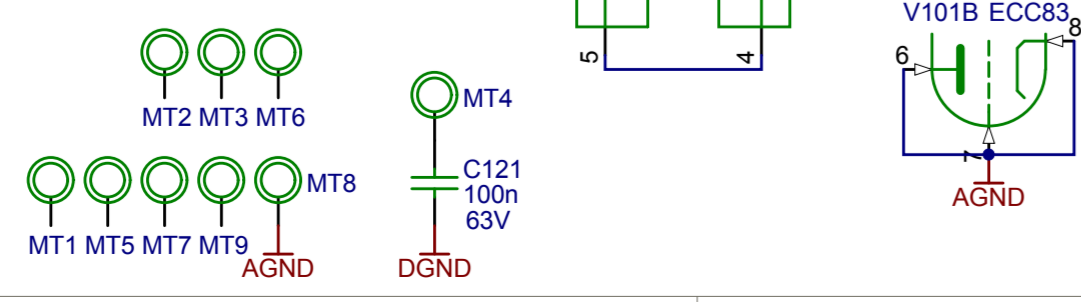 V101B ECC83
8
6
5
4
7
AGND
MT2 MT3 MT6
MT4
C121
100n
63V
DGND
MT8
MT1 MT5 MT7 MT9
AGND